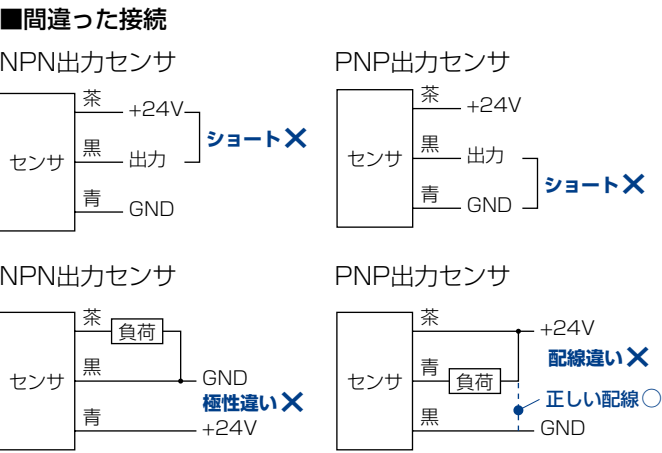 ■間違った接続
NPN出力センサ
茶
+24V
ショート×
センサ
黒
出力
青
GND
PNP出力センサ
茶
+24V
センサ
黒
出力
ショート×
青
GND
NPN出力センサ
茶
負荷
センサ
黒
GND
極性違い×
青
+24V
PNP出力センサ
茶
+24V
配線違い×
センサ
青
負荷
正しい配線○
黒
GND